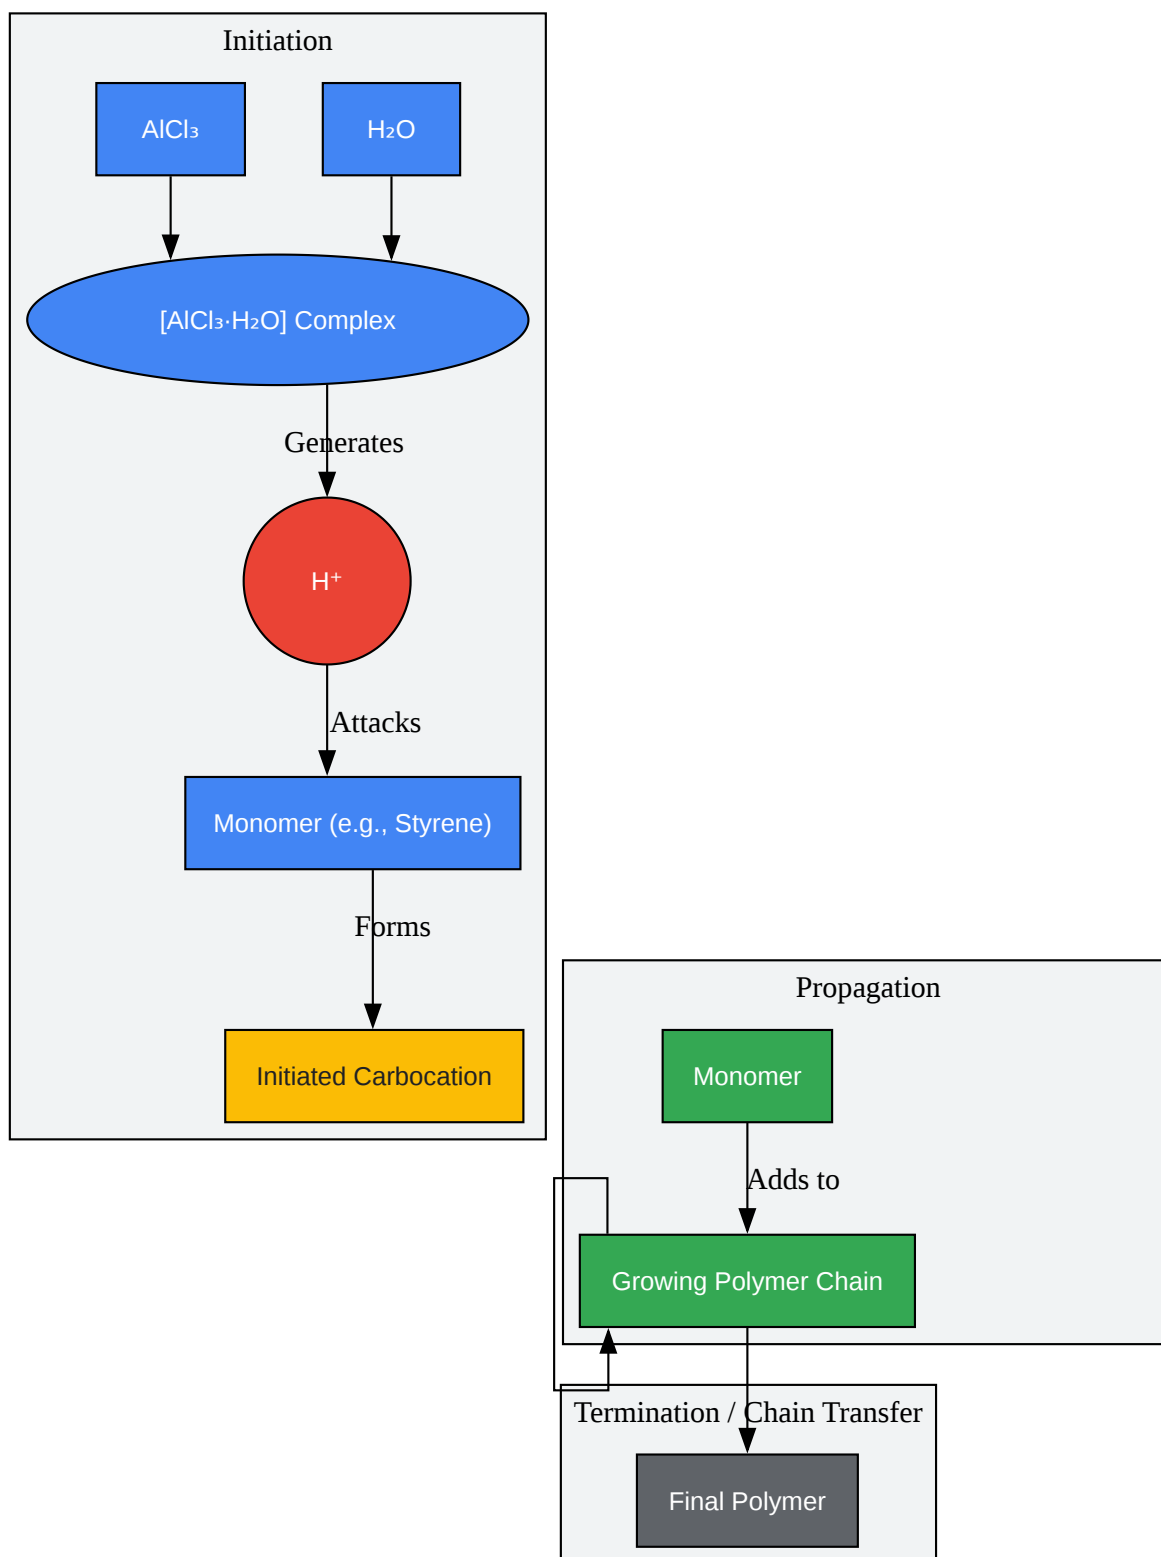 Initiation
AlCl₃
H₂O
[AlCl₃·H₂O] Complex
Generates
H⁺
Attacks
Monomer (e.g., Styrene)
Forms
Initiated Carbocation
Propagation
Monomer
Adds to
Growing Polymer Chain
Termination / Chain Transfer
Final Polymer